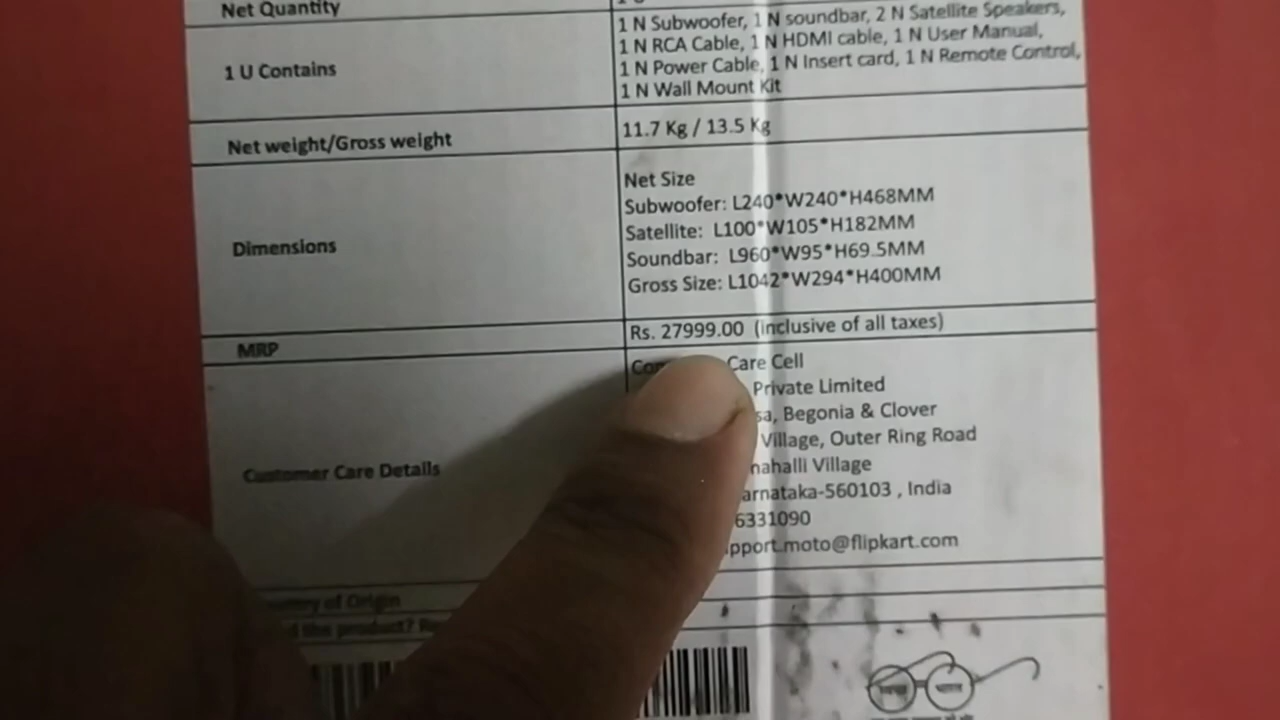 Net Quantity
1 U Contains
1 N Subwoofer, 1 N soundbar, 2 N Satellite Speakers,
1 N RCA Cable, 1 N HDMI cable, 1 N User Manual,
1 N Power Cable, 1 N Insert card, 1 N Remote Control,
1 N Wall Mount Kit
Net weight/Gross weight
11.7 Kg / 13.5 Kg
Dimensions
Net Size
Subwoofer: L240*W240*H468MM
Satellite: L100*W105*H182MM
Soundbar: L960*W95*H69.5MM
Gross Size: L1042*W294*H400MM
MRP
Rs. 27999.00 (inclusive of all taxes)
Customer Care Details
Care Cell
Private Limited
Begonia & Clover
Village, Outer Ring Road
Village
560103 , India
6331090
moto@flipkart.com
of Origin
the product?